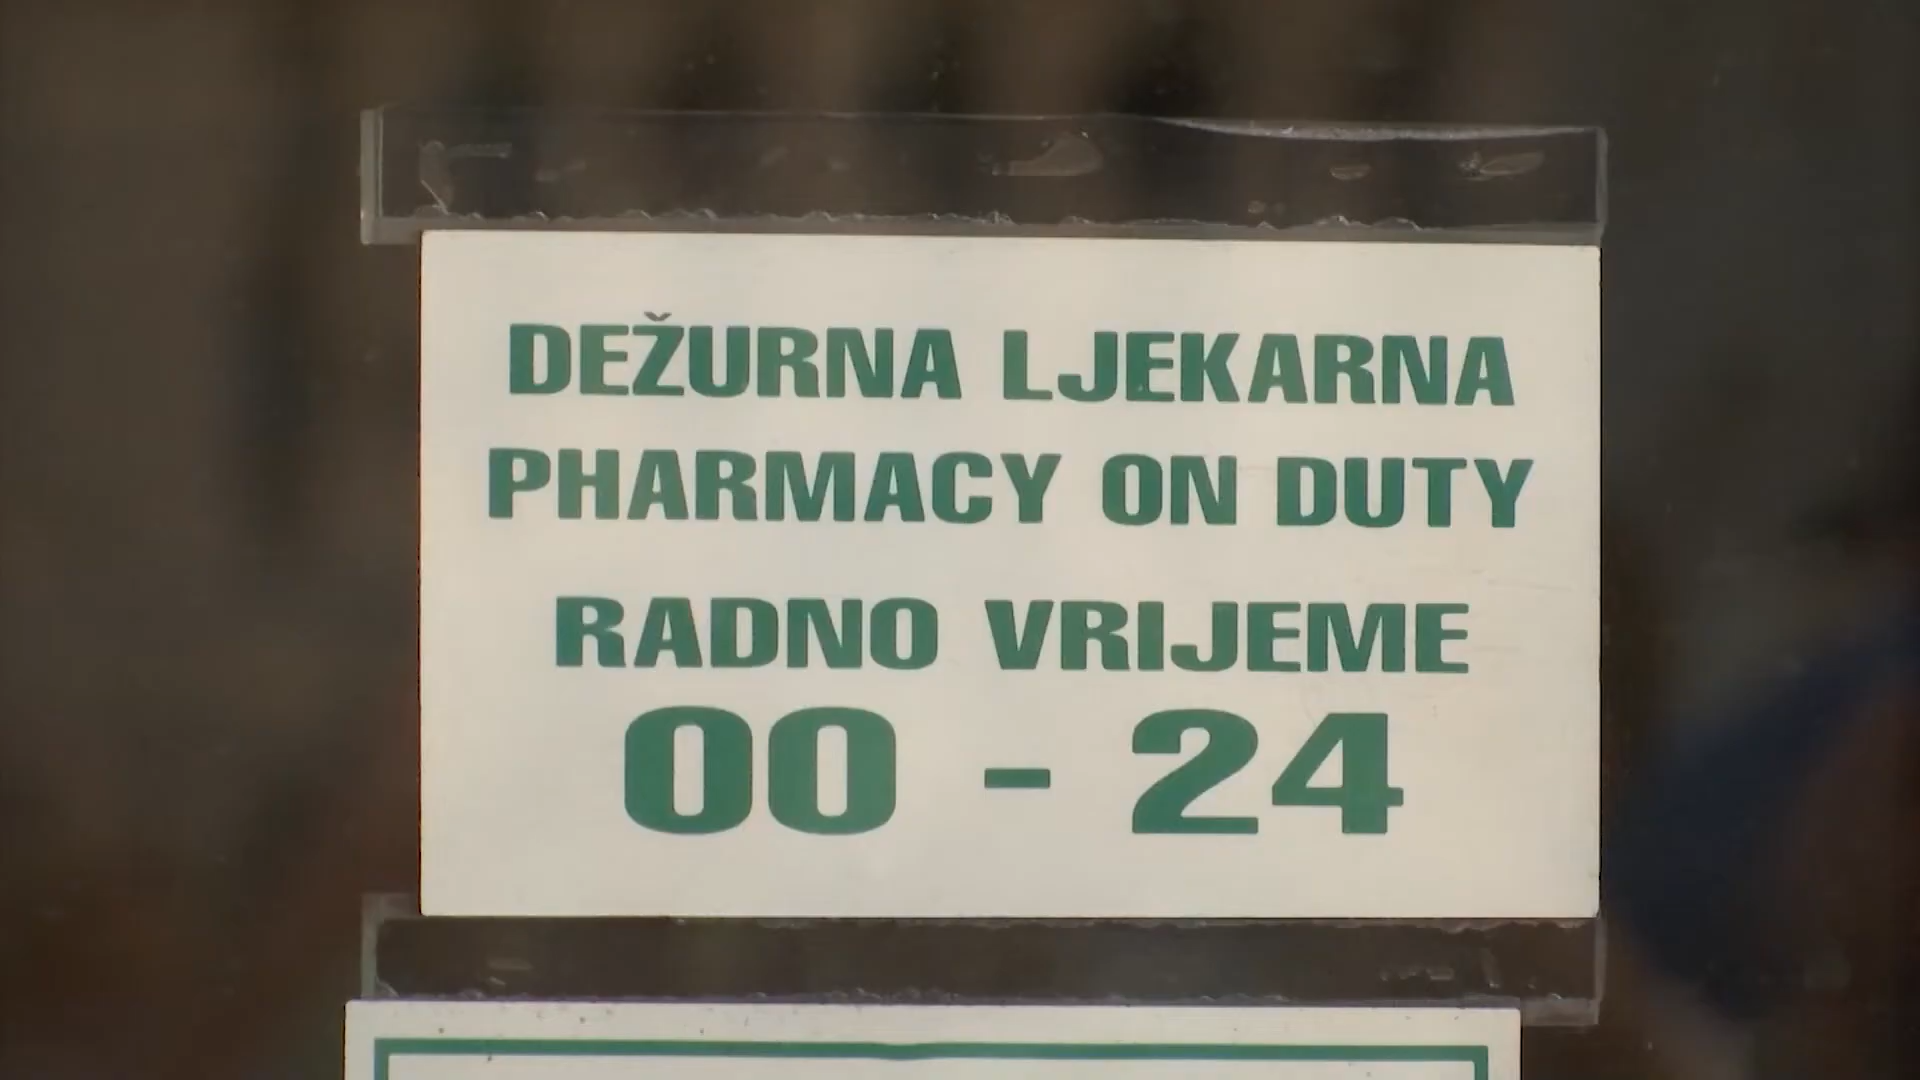 DEŽURNA LJEKARNA
PHARMACY ON DUTY
RADNO VRIJEME
00 - 24